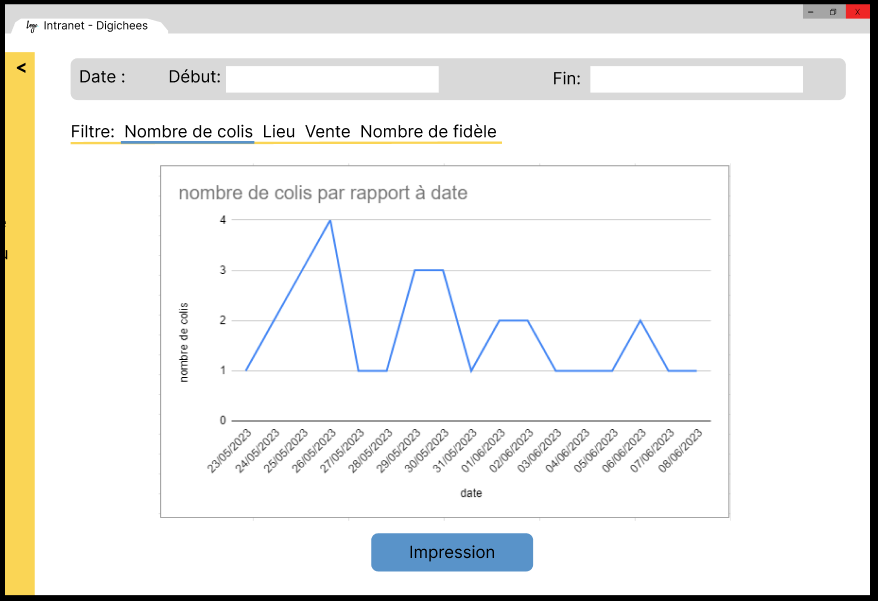 Logo Intranet - Digichees
- X
<
Date : Début: Fin:
Filtre: Nombre de colis Lieu Vente Nombre de fidèle
nombre de colis par rapport à date
4
3
2
1
0
nombre de colis
23/05/2023 24/05/2023 25/05/2023 26/05/2023 27/05/2023 28/05/2023 29/05/2023 30/05/2023 31/05/2023 01/06/2023 02/06/2023 03/06/2023 04/06/2023 05/06/2023 06/06/2023 07/06/2023 08/06/2023
date
Impression